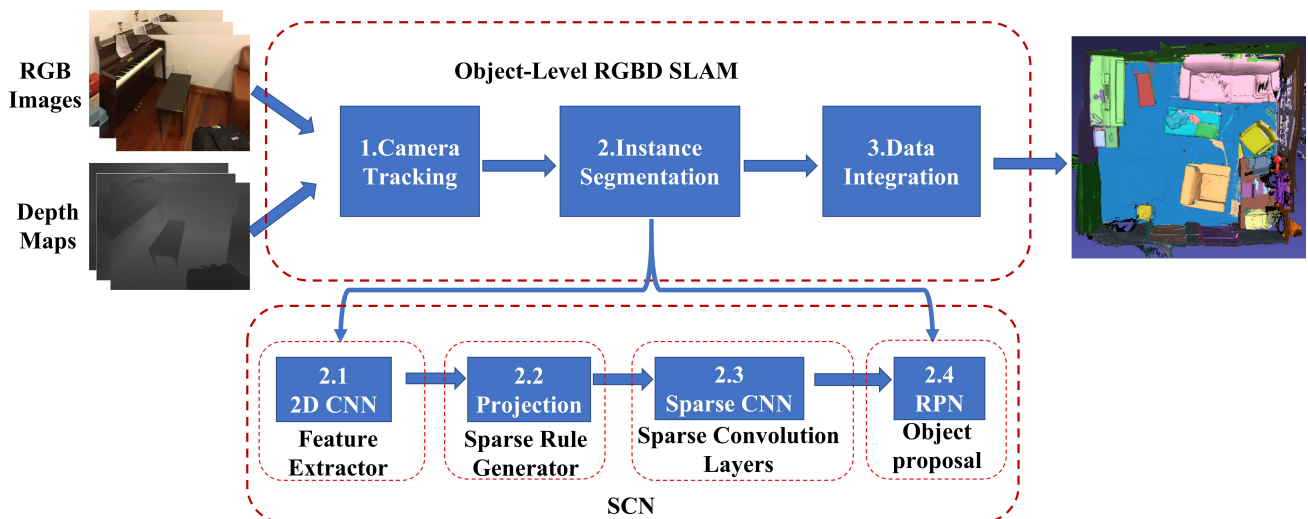 RGB
Images
Depth
Maps
Object-Level RGBD SLAM
1.Camera
Tracking
2.Instance
Segmentation
3.Data
Integration
2.1
2D CNN
Feature
Extractor
2.2
Projection
Sparse Rule
Generator
2.3
Sparse CNN
Sparse Convolution
Layers
2.4
RPN
Object
proposal
SCN